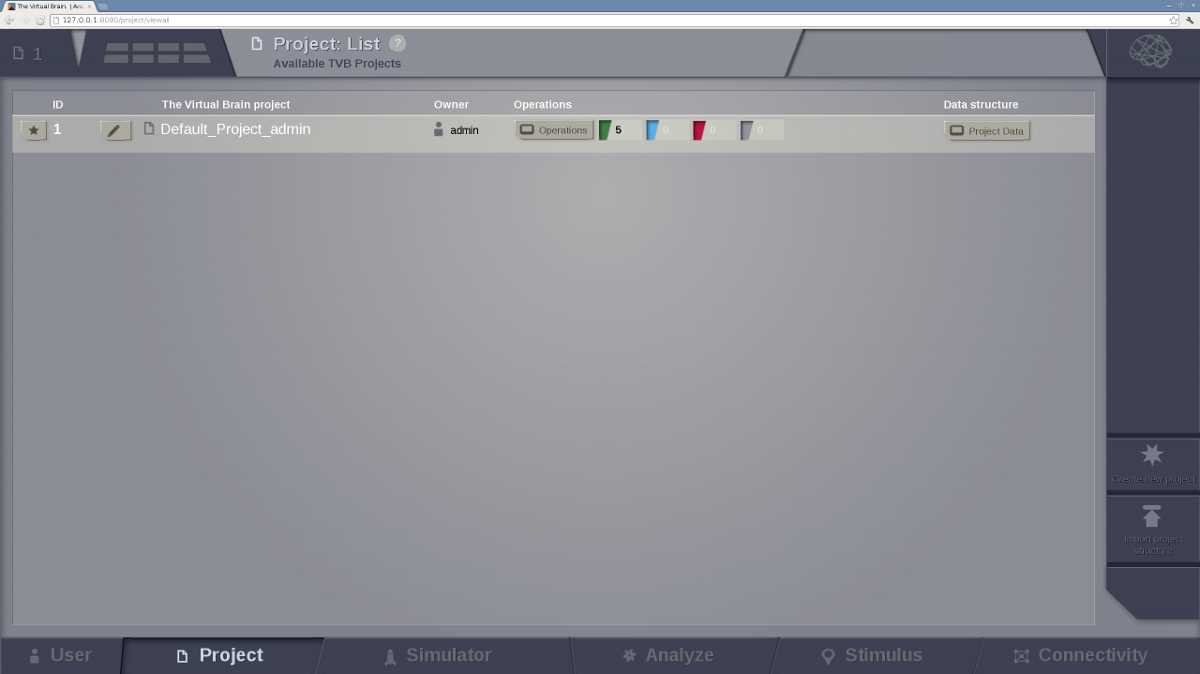 The Virtual Brain. | Ava
127.0.0.1:8080/project/viewall
1
Project: List ?
Available TVB Projects
ID The Virtual Brain project Owner Operations Data structure
1 Default_Project_admin admin Operations 5 0 0 0 Project Data
Create new project
Import project
structure
User Project Simulator Analyze Stimulus Connectivity